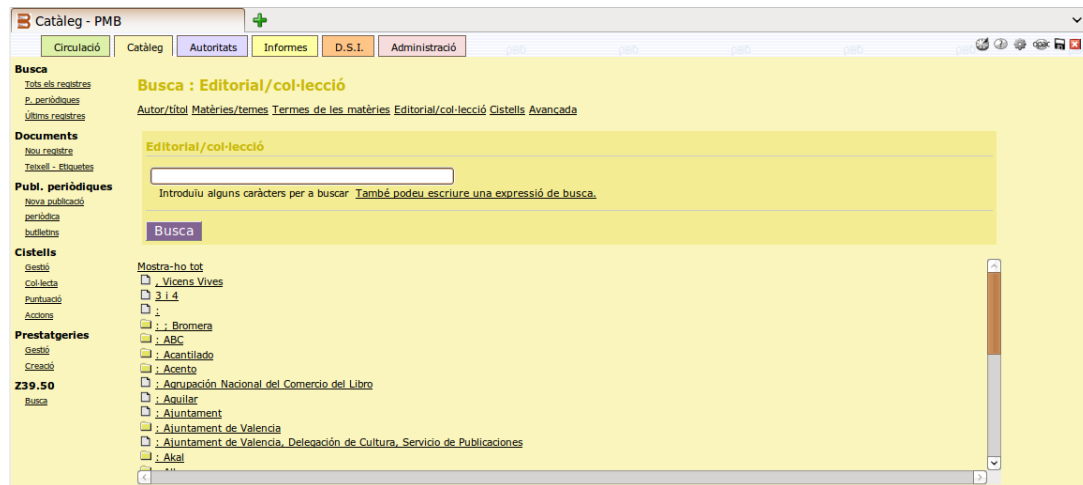 Catàleg - PMB
Circulació Catàleg Autoritats Informes D.S.I. Administració
opac
Busca
Tots els registres
P. periòdiques
Últims registres
Documents
Nou registre
Teixell - Etiquetes
Publ. periòdiques
Nova publicació
periòdica
butlletins
Cistells
Gestió
Col·lecta
Puntuació
Accions
Prestatgeries
Gestió
Creació
Z39.50
Busca
Busca : Editorial/col·lecció
Autor/títol Matèries/temes Termes de les matèries Editorial/col·lecció Cistells Avançada
Editorial/col·lecció
Introduïu alguns caràcters per a buscar També podeu escriure una expressió de busca.
Busca
Mostra-ho tot
, Vicens Vives
3 i 4
:
: ; Bromera
: ABC
: Acantilado
: Acento
: Agrupación Nacional del Comercio del Libro
: Aguilar
: Ajuntament
: Ajuntament de Valencia
: Ajuntament de Valencia, Delegación de Cultura, Servicio de Publicaciones
: Akal